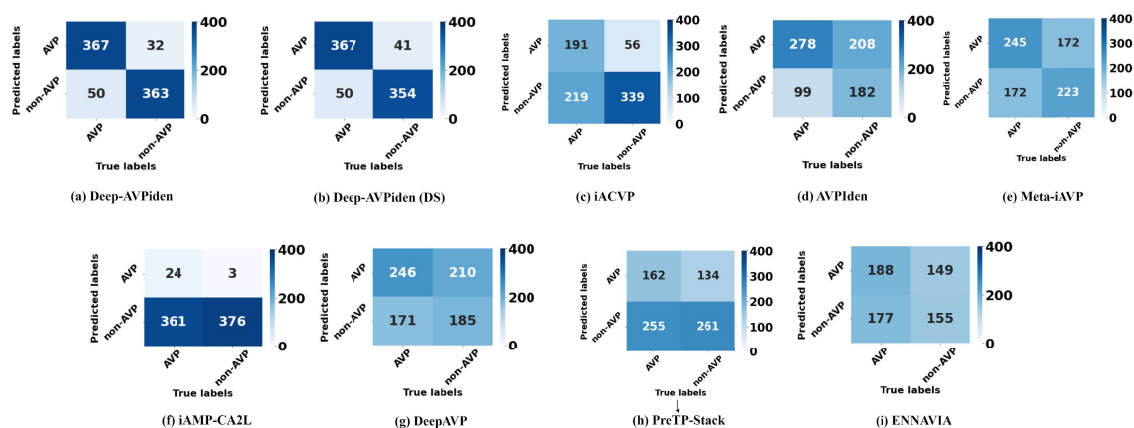 Predicted labels
AVP
non-AVP
367 32
50 363
400
200
0
AVP
non-AVP
True labels
(a) Deep-AVPiden
Predicted labels
AVP
non-AVP
367 41
50 354
400
200
0
AVP
non-AVP
True labels
(b) Deep-AVPiden (DS)
Predicted labels
AVP
non-AVP
191 56
219 339
400
300
200
100
0
AVP
non-AVP
True labels
(c) iACVP
Predicted labels
AVP
non-AVP
278 208
99 182
400
200
0
AVP
non-AVP
True labels
(d) AVPIden
Predicted labels
AVP
non-AVP
245 172
172 223
400
300
200
100
0
AVP
non-AVP
True labels
(e) Meta-iAVP
Predicted labels
AVP
non-AVP
24 3
361 376
400
200
0
AVP
non-AVP
True labels
(f) iAMP-CA2L
Predicted labels
AVP
non-AVP
246 210
171 185
400
200
0
AVP
non-AVP
True labels
(g) DeepAVP
Predicted labels
AVP
non-AVP
162 134
255 261
400
300
200
100
0
AVP
non-AVP
True labels
(h) PreTP-Stack
Predicted labels
AVP
non-AVP
188 149
177 155
400
200
0
AVP
non-AVP
True labels
(i) ENNAVIA